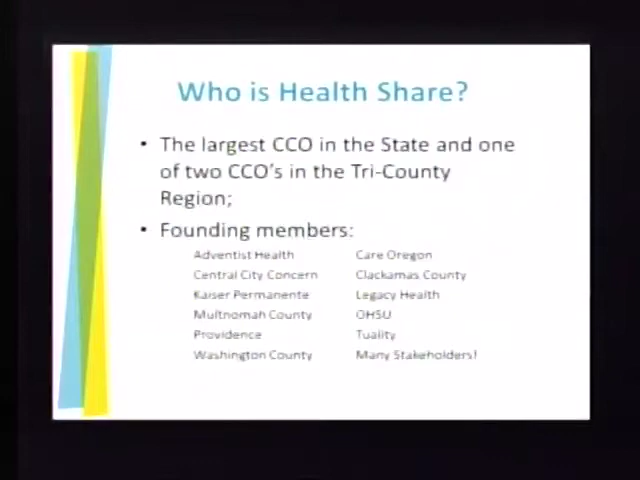 Who is Health Share?
• The largest CCO in the State and one
of two CCO's in the Tri-County
Region;
• Founding members:
Adventist Health Care Oregon
Central City Concern Clackamas County
Kaiser Permanente Legacy Health
Multnomah County OHSU
Providence Tuality
Washington County Many Stakeholders!